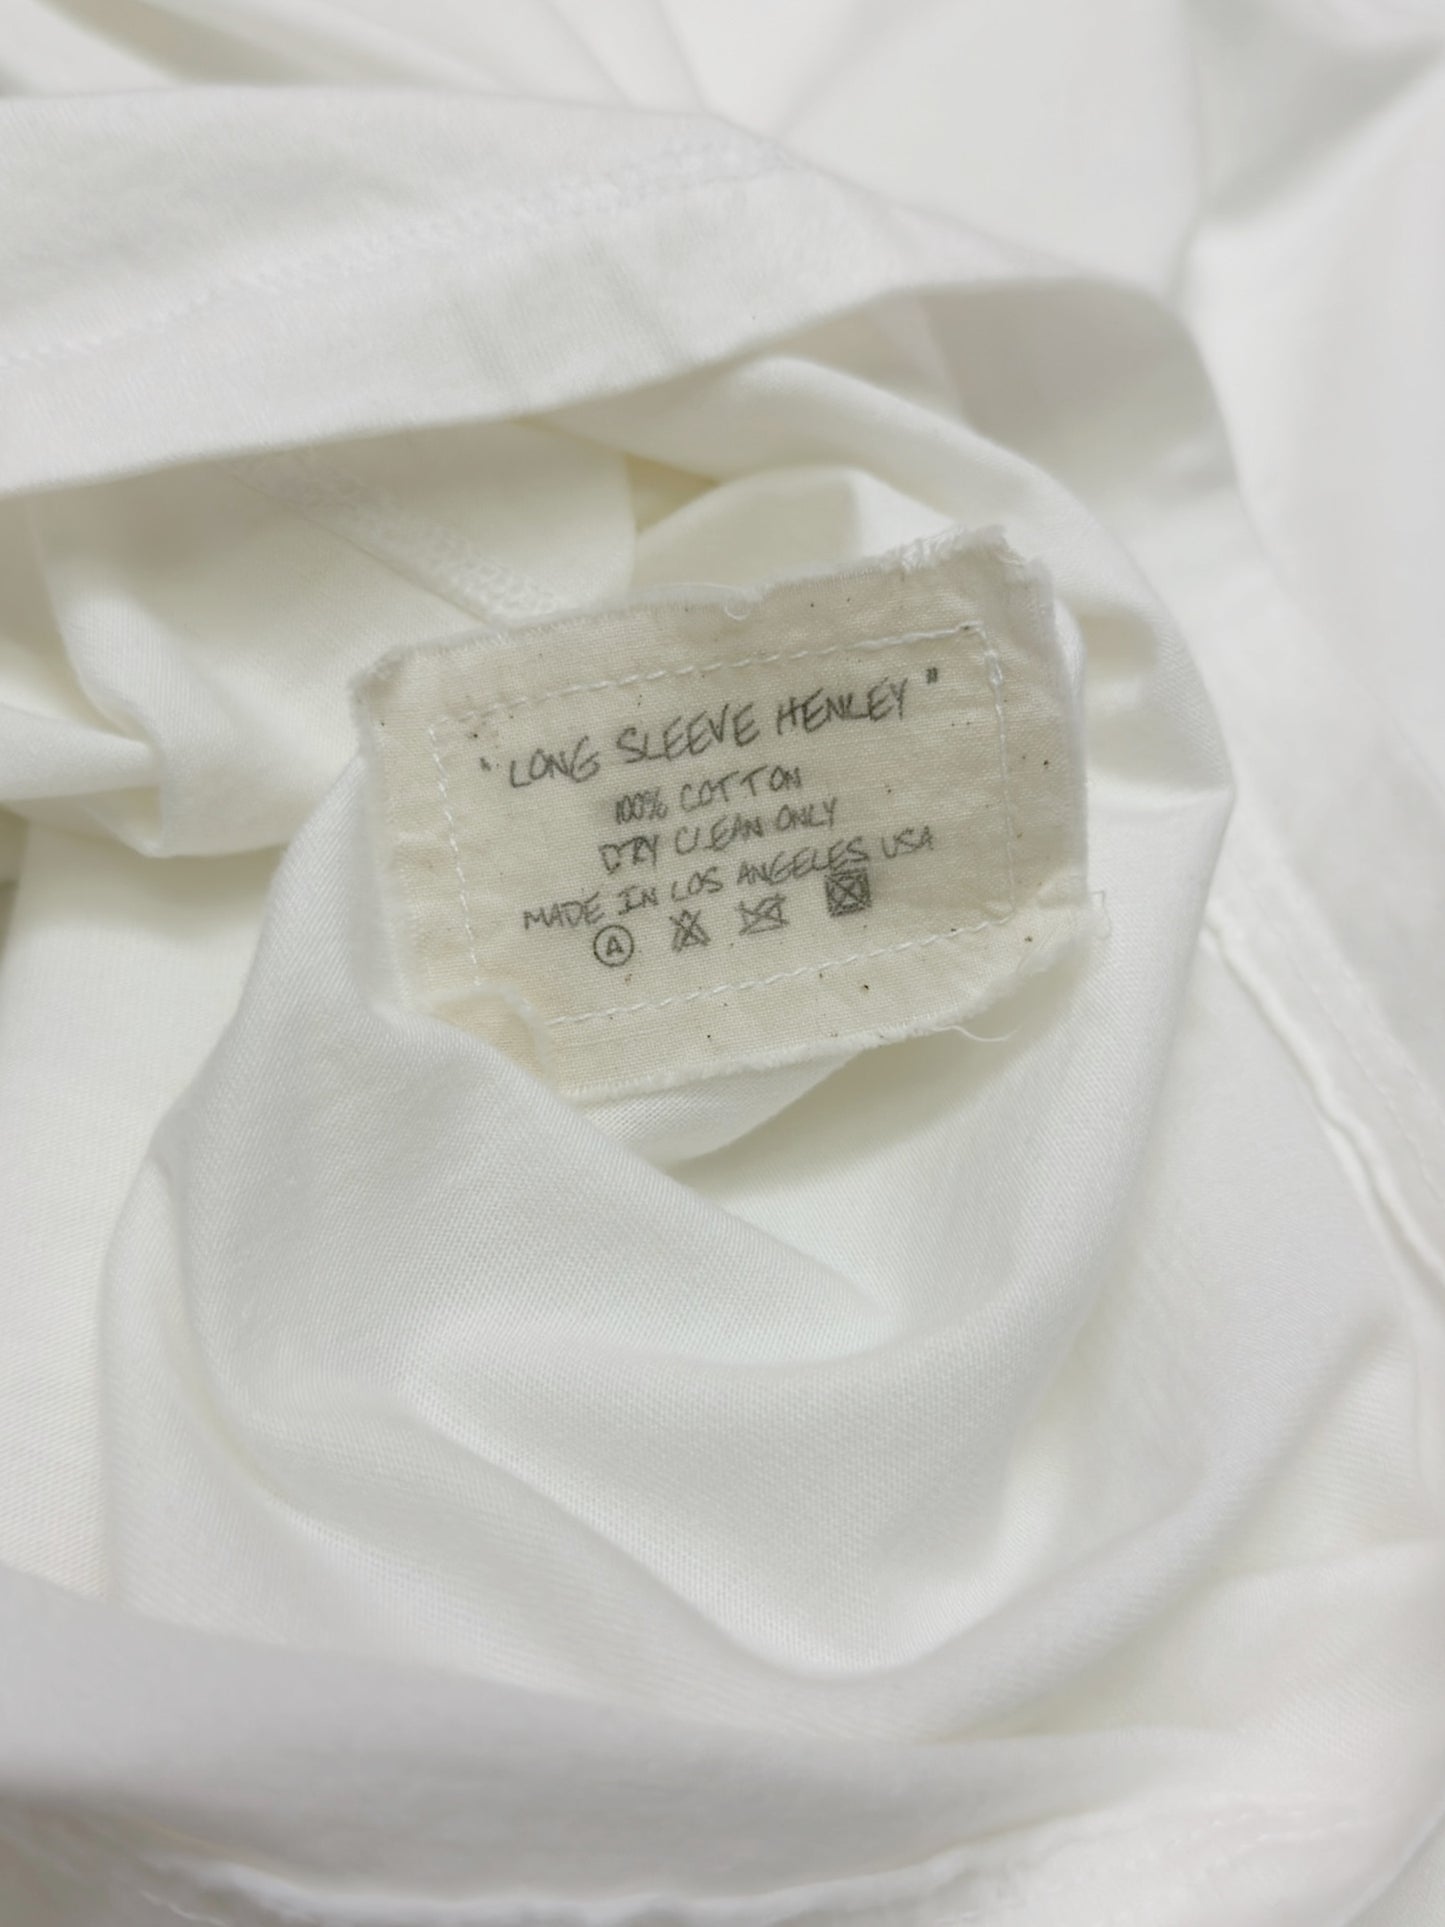 "LONG SLEEVE HENLEY"
100% COTTON
DRY CLEAN ONLY
MADE IN LOS ANGELES USA
A